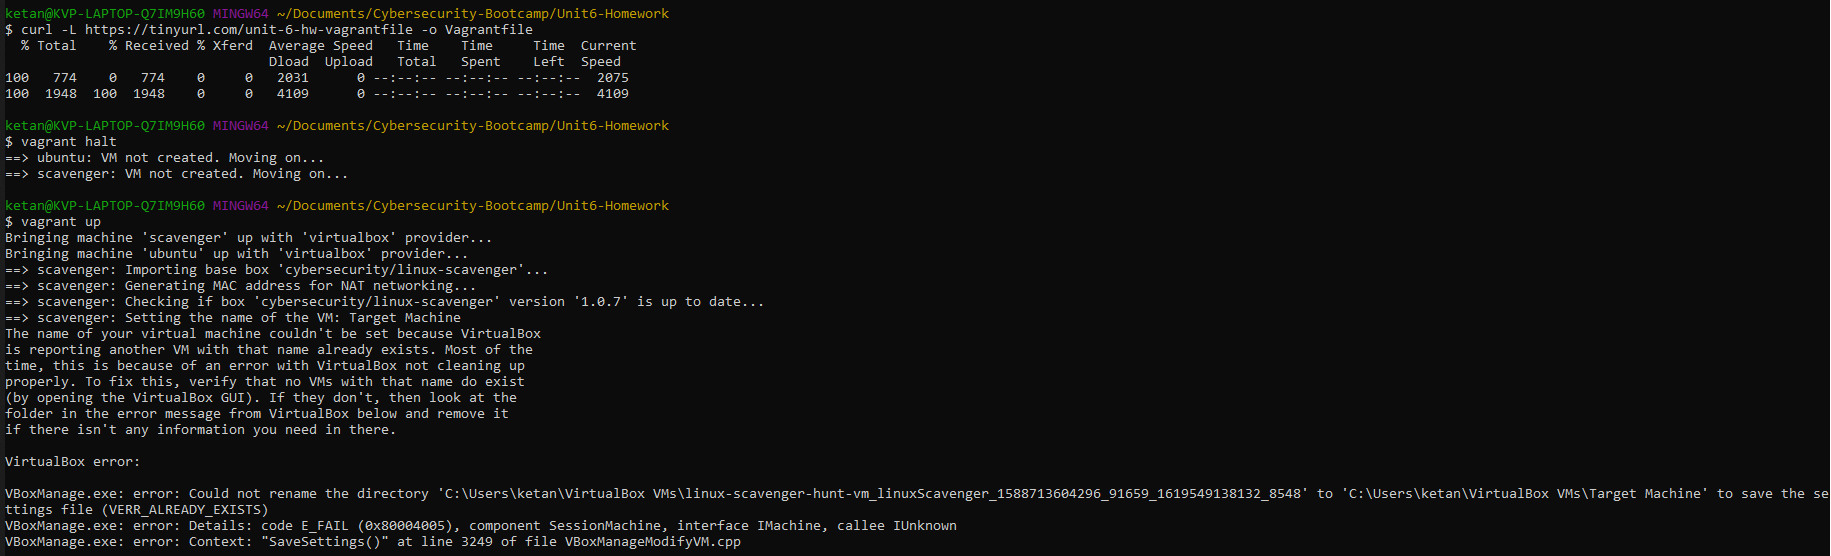 ketan@KVP-LAPTOP-Q7IM9H60 MINGW64 ~/Documents/Cybersecurity-Bootcamp/Unit6-Homework
$ curl -L https://tinyurl.com/unit-6-hw-vagrantfile -o Vagrantfile
  % Total    % Received % Xferd  Average Speed   Time    Time     Time  Current
                                 Dload  Upload   Total   Spent    Left  Speed
100   774    0   774    0     0   2031      0 --:--:-- --:--:-- --:--:--  2075
100  1948  100  1948    0     0   4109      0 --:--:-- --:--:-- --:--:--  4109
ketan@KVP-LAPTOP-Q7IM9H60 MINGW64 ~/Documents/Cybersecurity-Bootcamp/Unit6-Homework
$ vagrant halt
==> ubuntu: VM not created. Moving on...
==> scavenger: VM not created. Moving on...
ketan@KVP-LAPTOP-Q7IM9H60 MINGW64 ~/Documents/Cybersecurity-Bootcamp/Unit6-Homework
$ vagrant up
Bringing machine 'scavenger' up with 'virtualbox' provider...
Bringing machine 'ubuntu' up with 'virtualbox' provider...
==> scavenger: Importing base box 'cybersecurity/linux-scavenger'...
==> scavenger: Generating MAC address for NAT networking...
==> scavenger: Checking if box 'cybersecurity/linux-scavenger' version '1.0.7' is up to date...
==> scavenger: Setting the name of the VM: Target Machine
The name of your virtual machine couldn't be set because VirtualBox
is reporting another VM with that name already exists. Most of the
time, this is because of an error with VirtualBox not cleaning up
properly. To fix this, verify that no VMs with that name do exist
(by opening the VirtualBox GUI). If they don't, then look at the
folder in the error message from VirtualBox below and remove it
if there isn't any information you need in there.
VirtualBox error:
VBoxManage.exe: error: Could not rename the directory 'C:\Users\ketan\VirtualBox VMs\linux-scavenger-hunt-vm_linuxScavenger_1588713604296_91659_1619549138132_8548' to 'C:\Users\ketan\VirtualBox VMs\Target Machine' to save the se
ttings file (VERR_ALREADY_EXISTS)
VBoxManage.exe: error: Details: code E_FAIL (0x80004005), component SessionMachine, interface IMachine, callee IUnknown
VBoxManage.exe: error: Context: "SaveSettings()" at line 3249 of file VBoxManageModifyVM.cpp